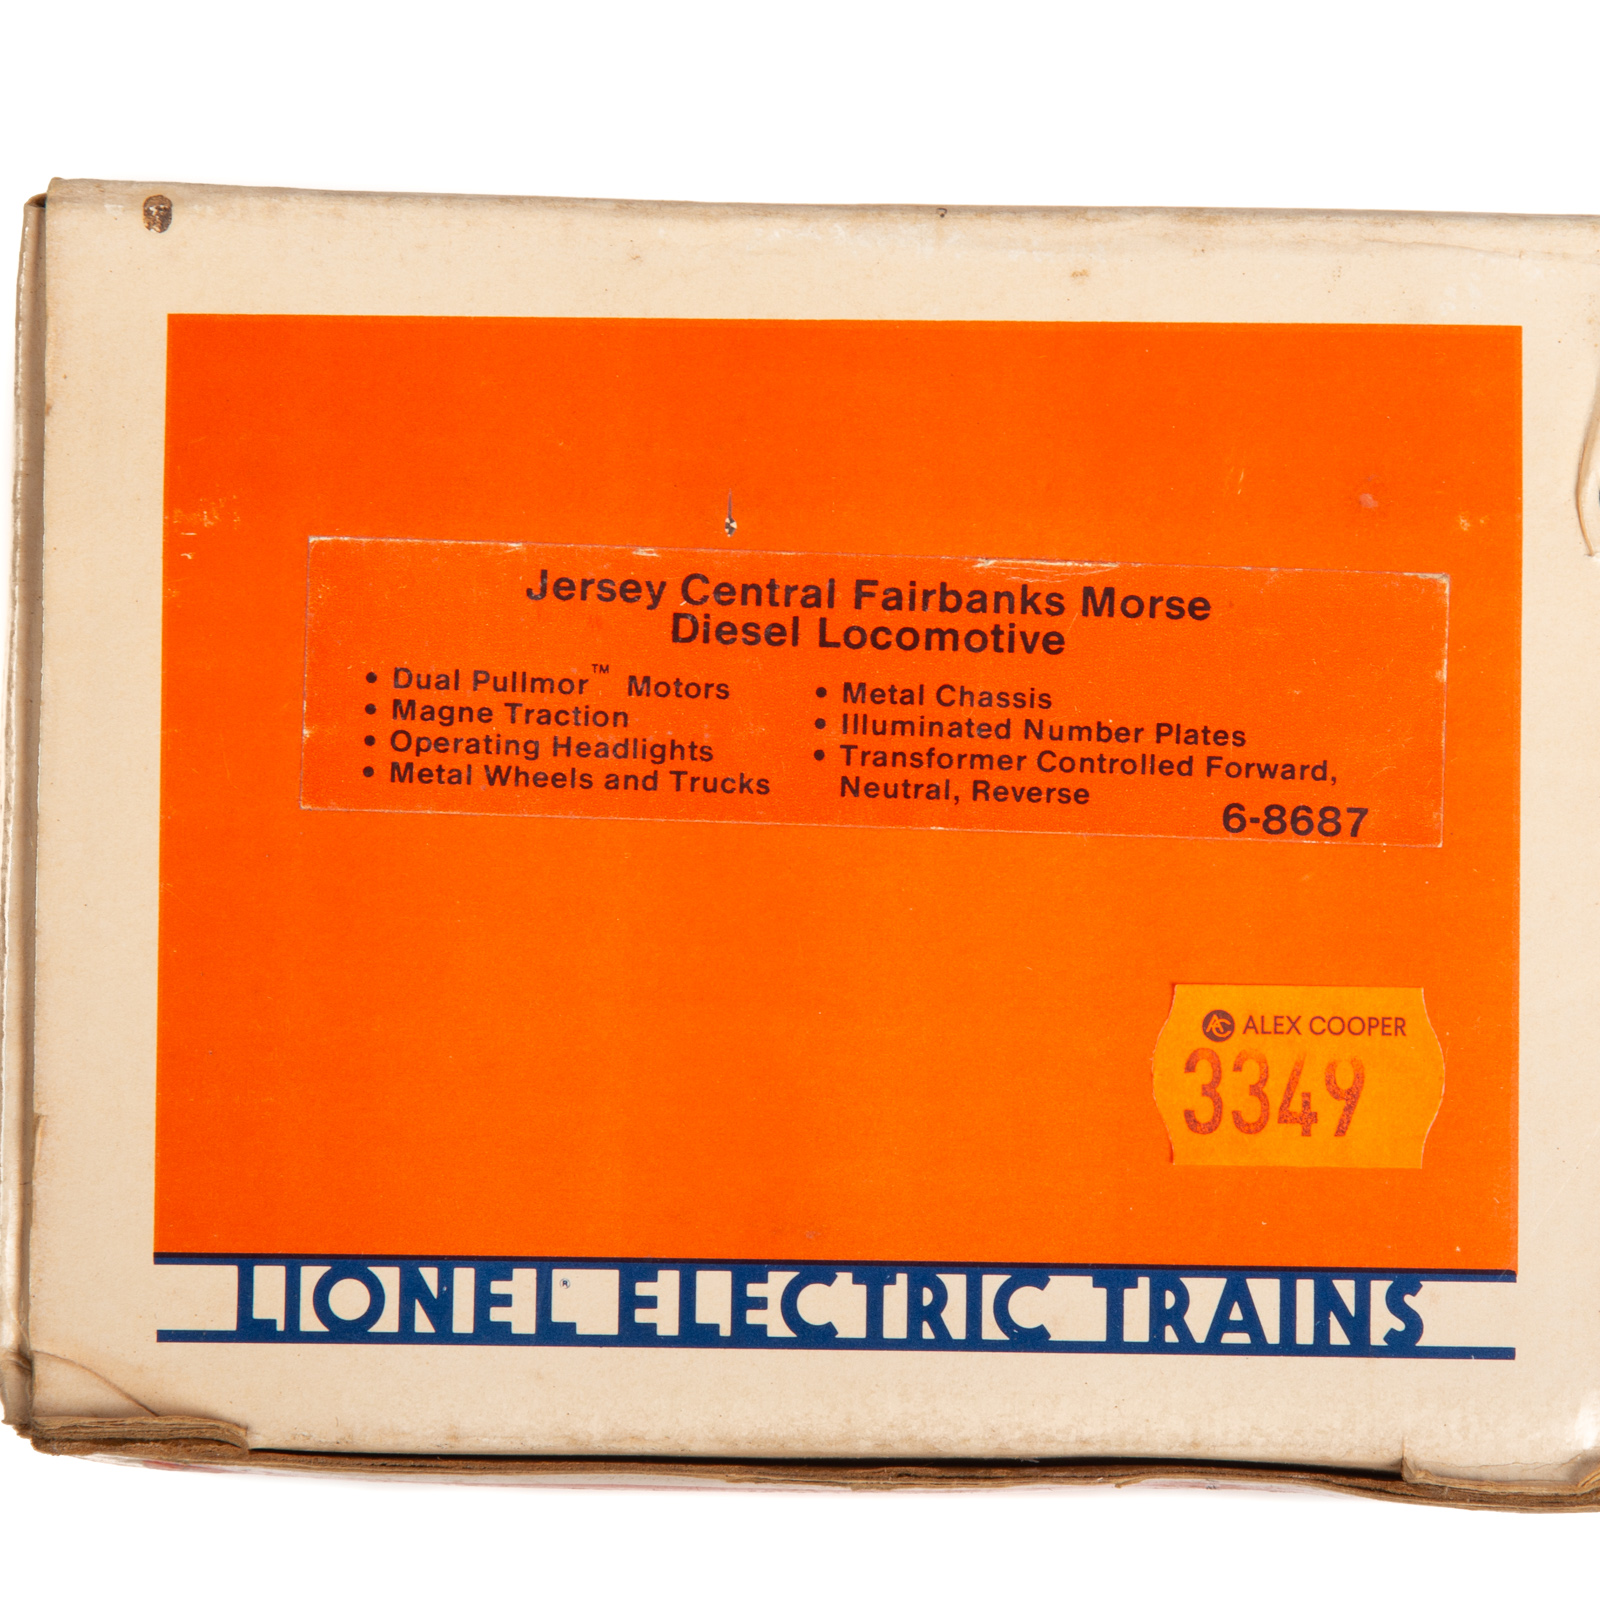 Jersey Central Fairbanks Morse
Diesel Locomotive
• Dual Pullmor™ Motors
• Magne Traction
• Operating Headlights
• Metal Wheels and Trucks
• Metal Chassis
• Illuminated Number Plates
• Transformer Controlled Forward,
Neutral, Reverse
6-8687
AC ALEX COOPER
3349
LIONEL® ELECTRIC TRAINS